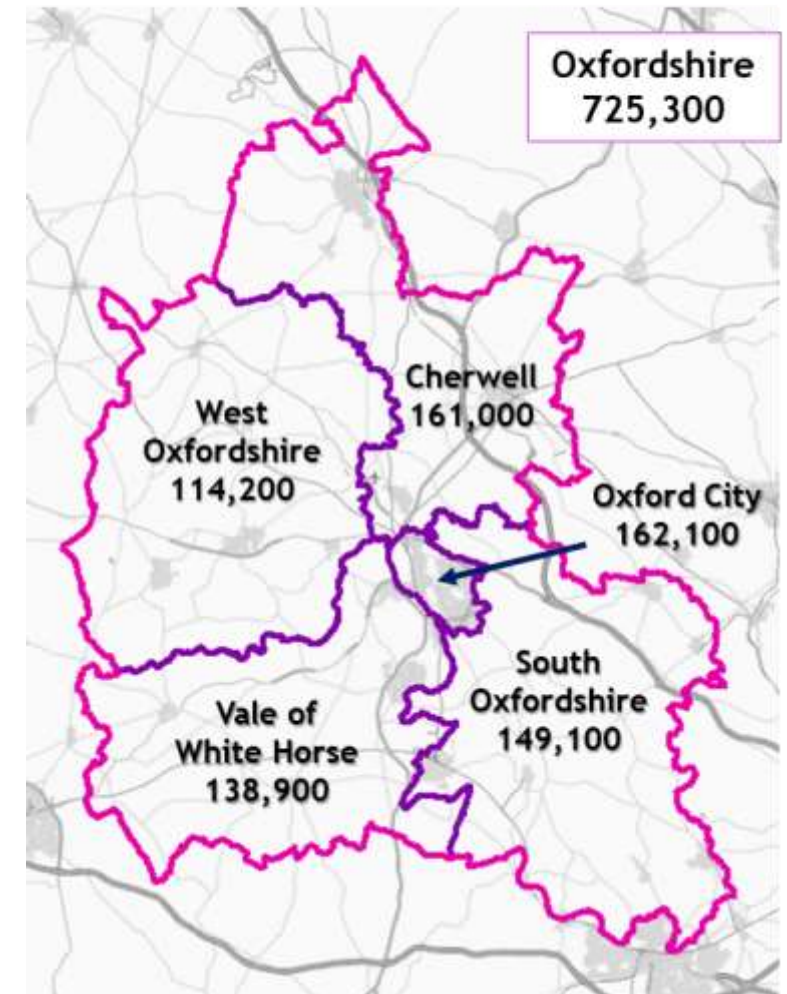 Oxfordshire
725,300
Cherwell
161,000
West
Oxfordshire
114,200
Oxford City
162,100
South
Oxfordshire
149,100
Vale of
White Horse
138,900